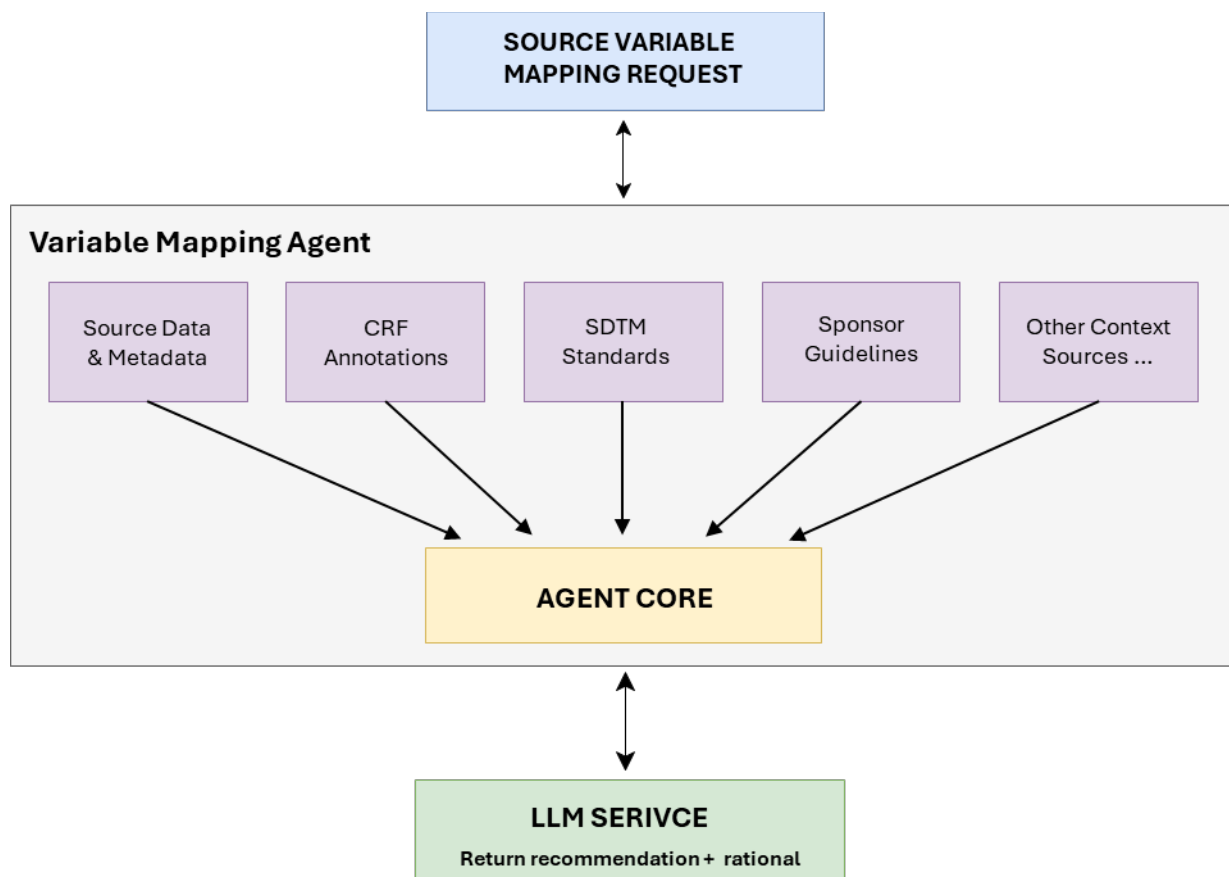 SOURCE VARIABLE
MAPPING REQUEST
Variable Mapping Agent
Source Data
& Metadata
CRF
Annotations
SDTM
Standards
Sponsor
Guidelines
Other Context
Sources ...
AGENT CORE
LLM SERIVCE
Return recommendation + rational